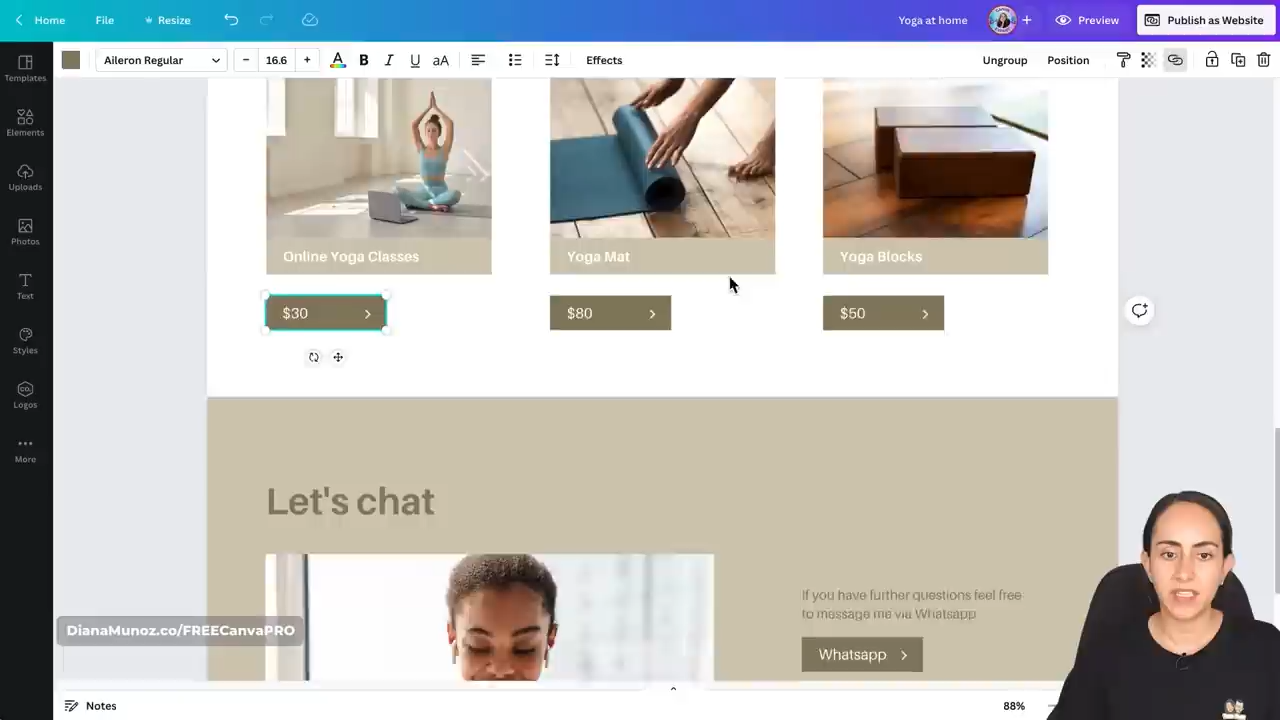 Home File Resize Yoga at home Preview Publish as Website
Templates
Aileron Regular 16.6 B I U aA Effects Ungroup Position
Elements
Uploads
Photos
Text
Styles
CO.
Logos
More
Online Yoga Classes
Yoga Mat
Yoga Blocks
$30
$80
$50
Let's chat
If you have further questions feel free
to message me via Whatsapp
Whatsapp
DianaMunoz.co/FREECanvaPRO
Notes
88%